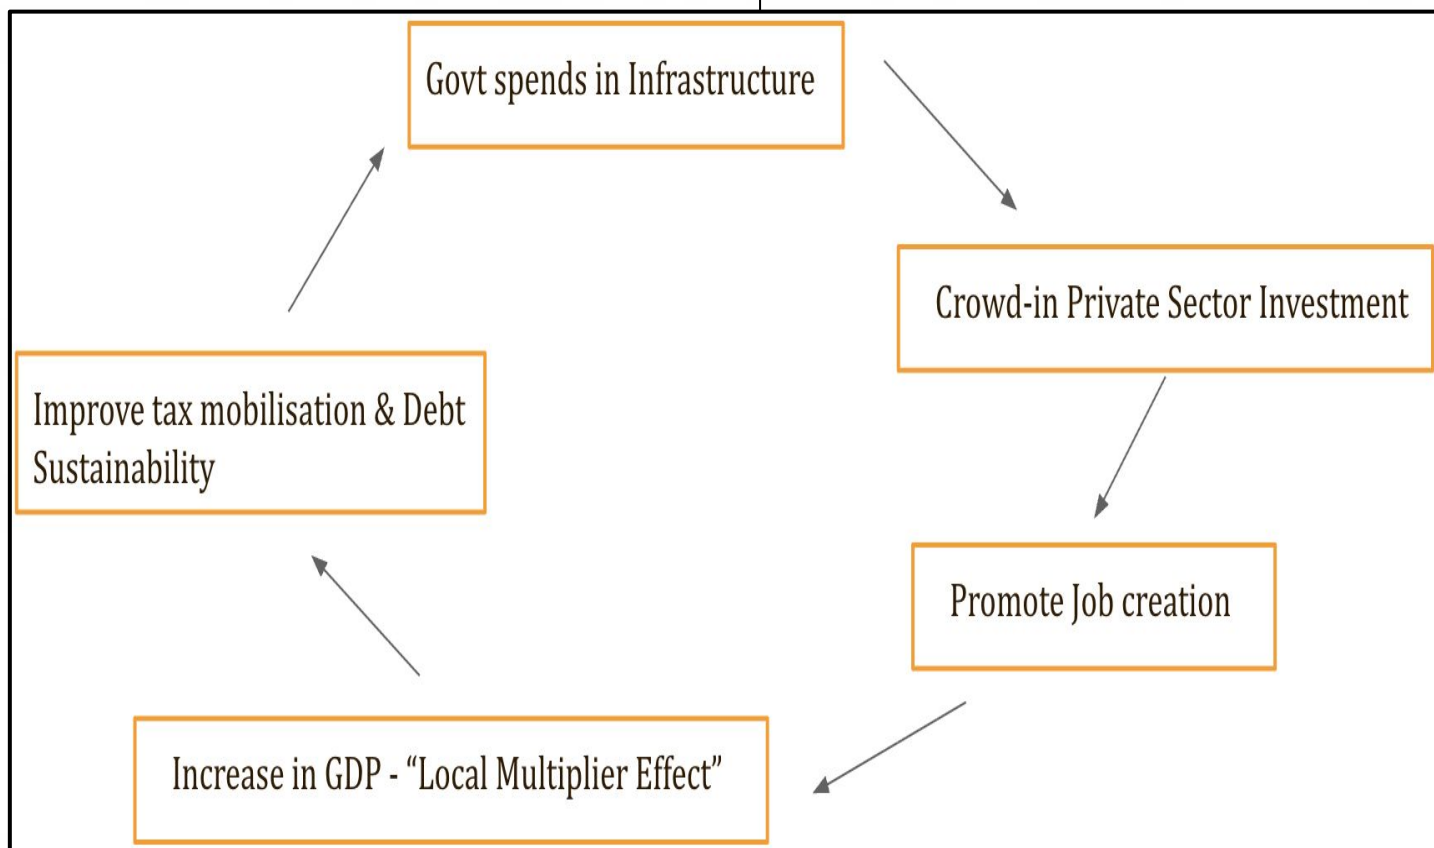 Govt spends in Infrastructure
Crowd-in Private Sector Investment
Improve tax mobilisation & Debt
Sustainability
Promote Job creation
Increase in GDP - “Local Multiplier Effect”